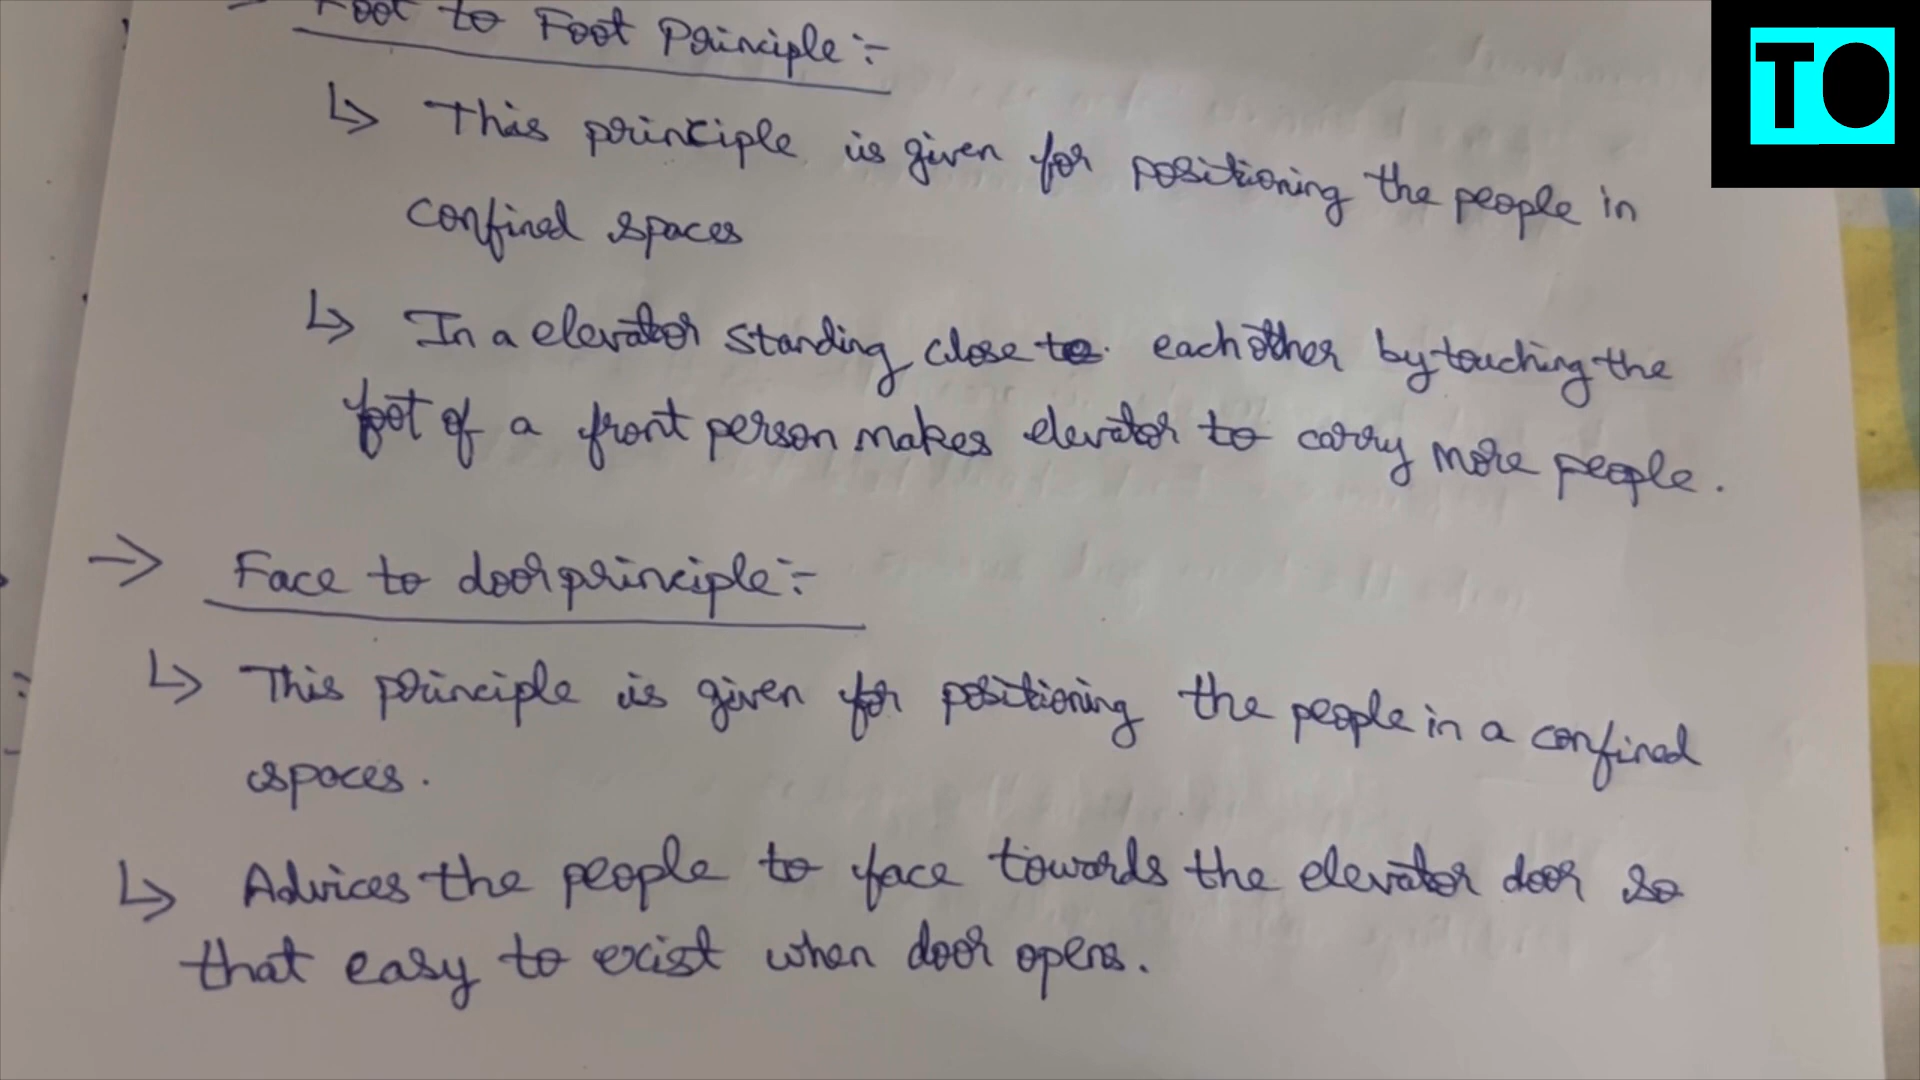 Foot to Foot Principle :-
↳ This principle is given for positioning the people in
confined spaces
↳ In a elevator standing close to each other by touching the
foot of a front person makes elevator to carry more people.
→ Face to door principle :-
↳ This principle is given for positioning the people in a confined
spaces.
↳ Advices the people to face towards the elevator door so
that easy to exist when door opens.
TO